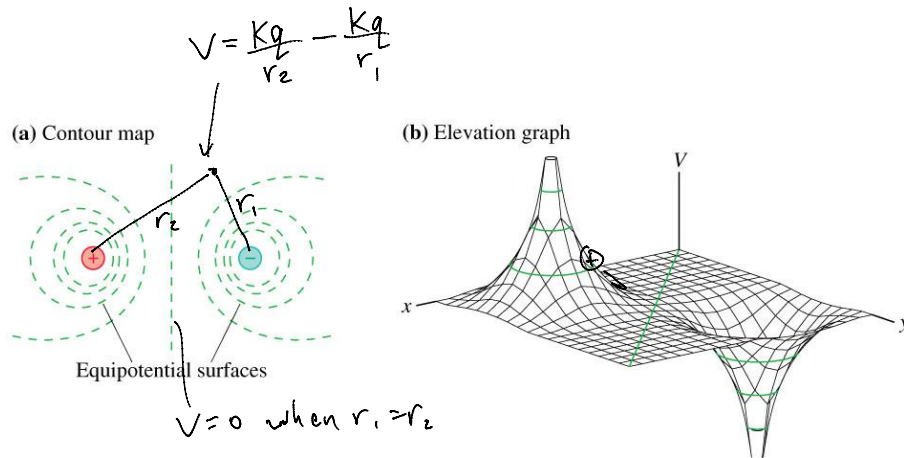 V = Kq/r₂ − Kq/r₁
(a) Contour map
(b) Elevation graph
V
r₂
r₁
+
−
+
x
y
Equipotential surfaces
V=0 when r₁=r₂